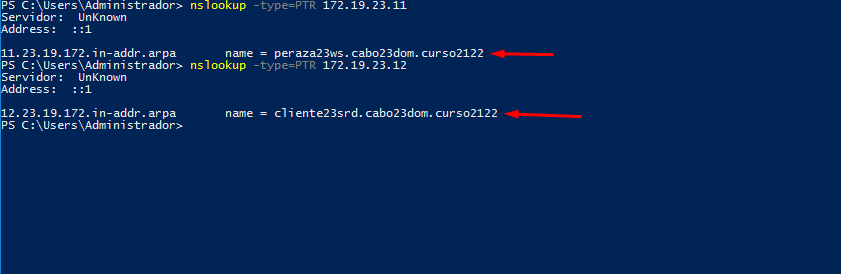 PS C:\Users\Administrador> nslookup -type=PTR 172.19.23.11
Servidor:  UnKnown
Address:  ::1

11.23.19.172.in-addr.arpa       name = peraza23ws.cabo23dom.curso2122
PS C:\Users\Administrador> nslookup -type=PTR 172.19.23.12
Servidor:  UnKnown
Address:  ::1

12.23.19.172.in-addr.arpa       name = cliente23srd.cabo23dom.curso2122
PS C:\Users\Administrador>